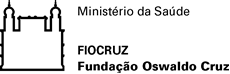 Ministério da Saúde
FIOCRUZ
Fundação Oswaldo Cruz